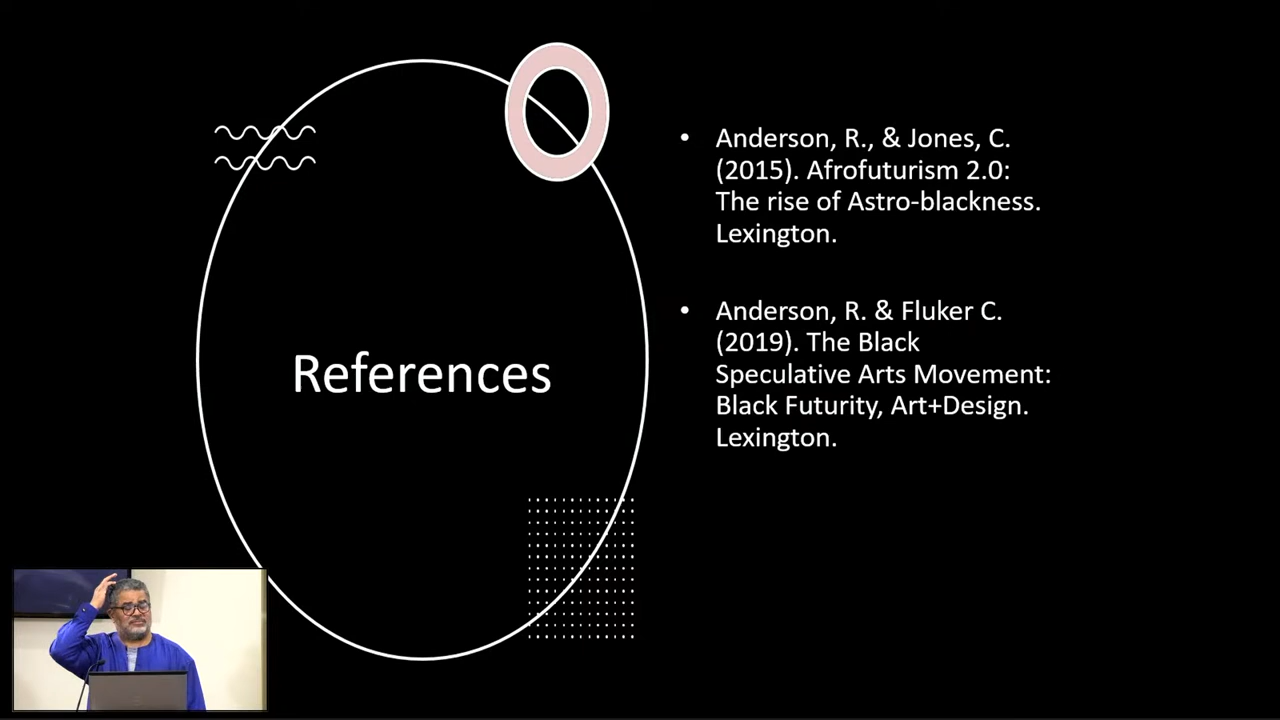 References
Anderson, R., & Jones, C.
(2015). Afrofuturism 2.0:
The rise of Astro-blackness.
Lexington.
Anderson, R. & Fluker C.
(2019). The Black
Speculative Arts Movement:
Black Futurity, Art+Design.
Lexington.